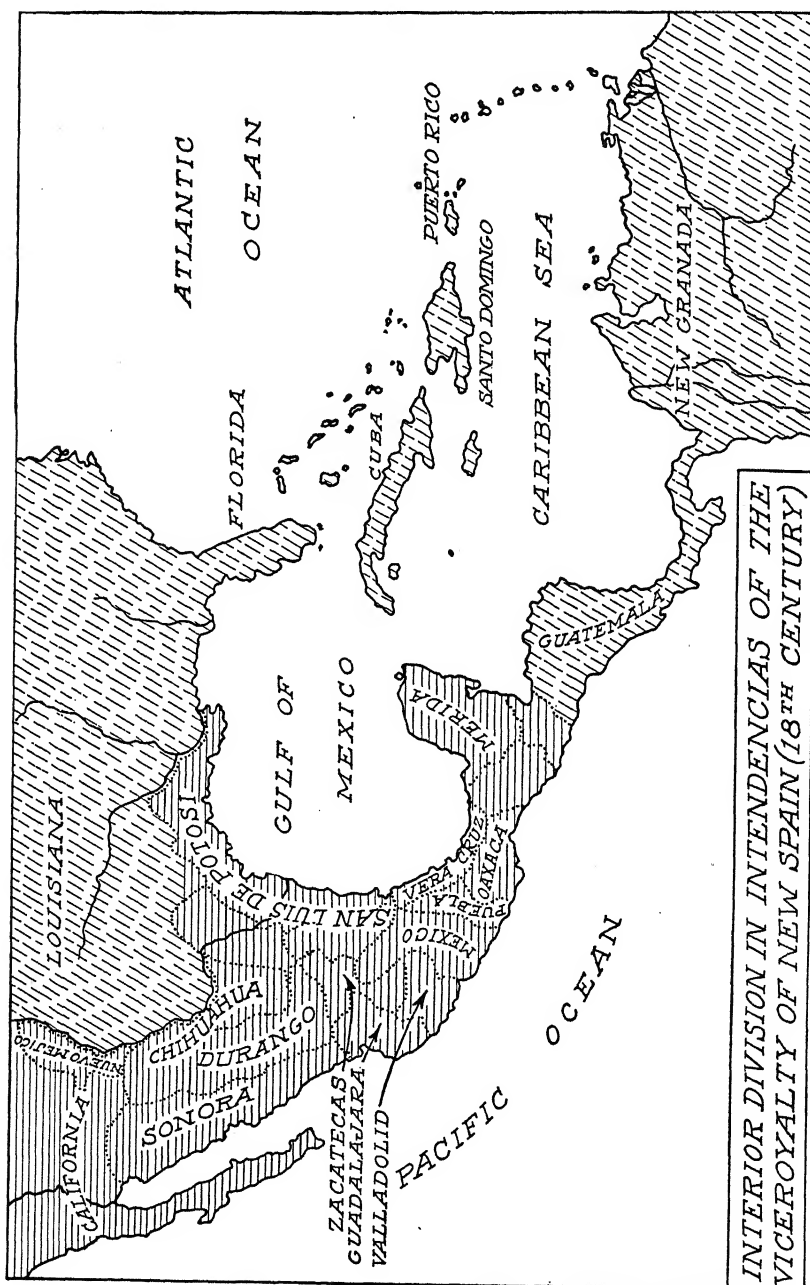 INTERIOR DIVISION IN INTENDENCIAS OF THE
VICEROYALTY OF NEW SPAIN (18TH CENTURY)
ATLANTIC
OCEAN
FLORIDA
PUERTO RICO
CUBA
SANTO DOMINGO
CARIBBEAN SEA
NEW GRANADA
GULF OF
MEXICO
LOUISIANA
SAN LUIS DE POTOSI
MERIDA
GUATEMALA
VERA CRUZ
OAXACA
PUEBLA
MEXICO
NUEVO MEJICO
CALIFORNIA
CHIHUAHUA
DURANGO
SONORA
ZACATECAS
GUADALAJARA
VALLADOLID
PACIFIC
OCEAN